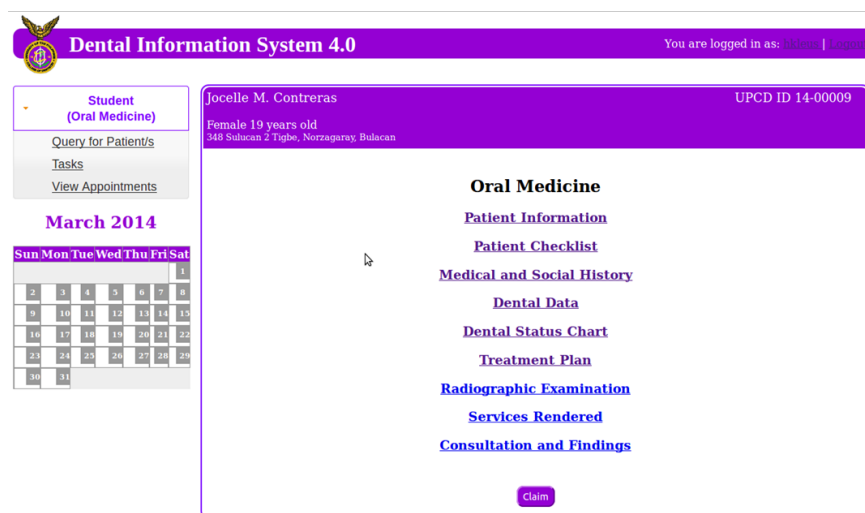 Dental Information System 4.0
You are logged in as: | Logout
Student
(Oral Medicine)
Query for Patient/s
Tasks
View Appointments
March 2014
Sun Mon Tue Wed Thu Fri Sat
1
2 3 4 5 6 7 8
9 10 11 12 13 14 15
16 17 18 19 20 21 22
23 24 25 26 27 28 29
30 31
Jocelle M. Contreras
UPCD ID 14-00009
Female 19 years old
348 Sulucan 2 Tigbe, Norzagaray, Bulacan
Oral Medicine
Patient Information
Patient Checklist
Medical and Social History
Dental Data
Dental Status Chart
Treatment Plan
Radiographic Examination
Services Rendered
Consultation and Findings
Claim